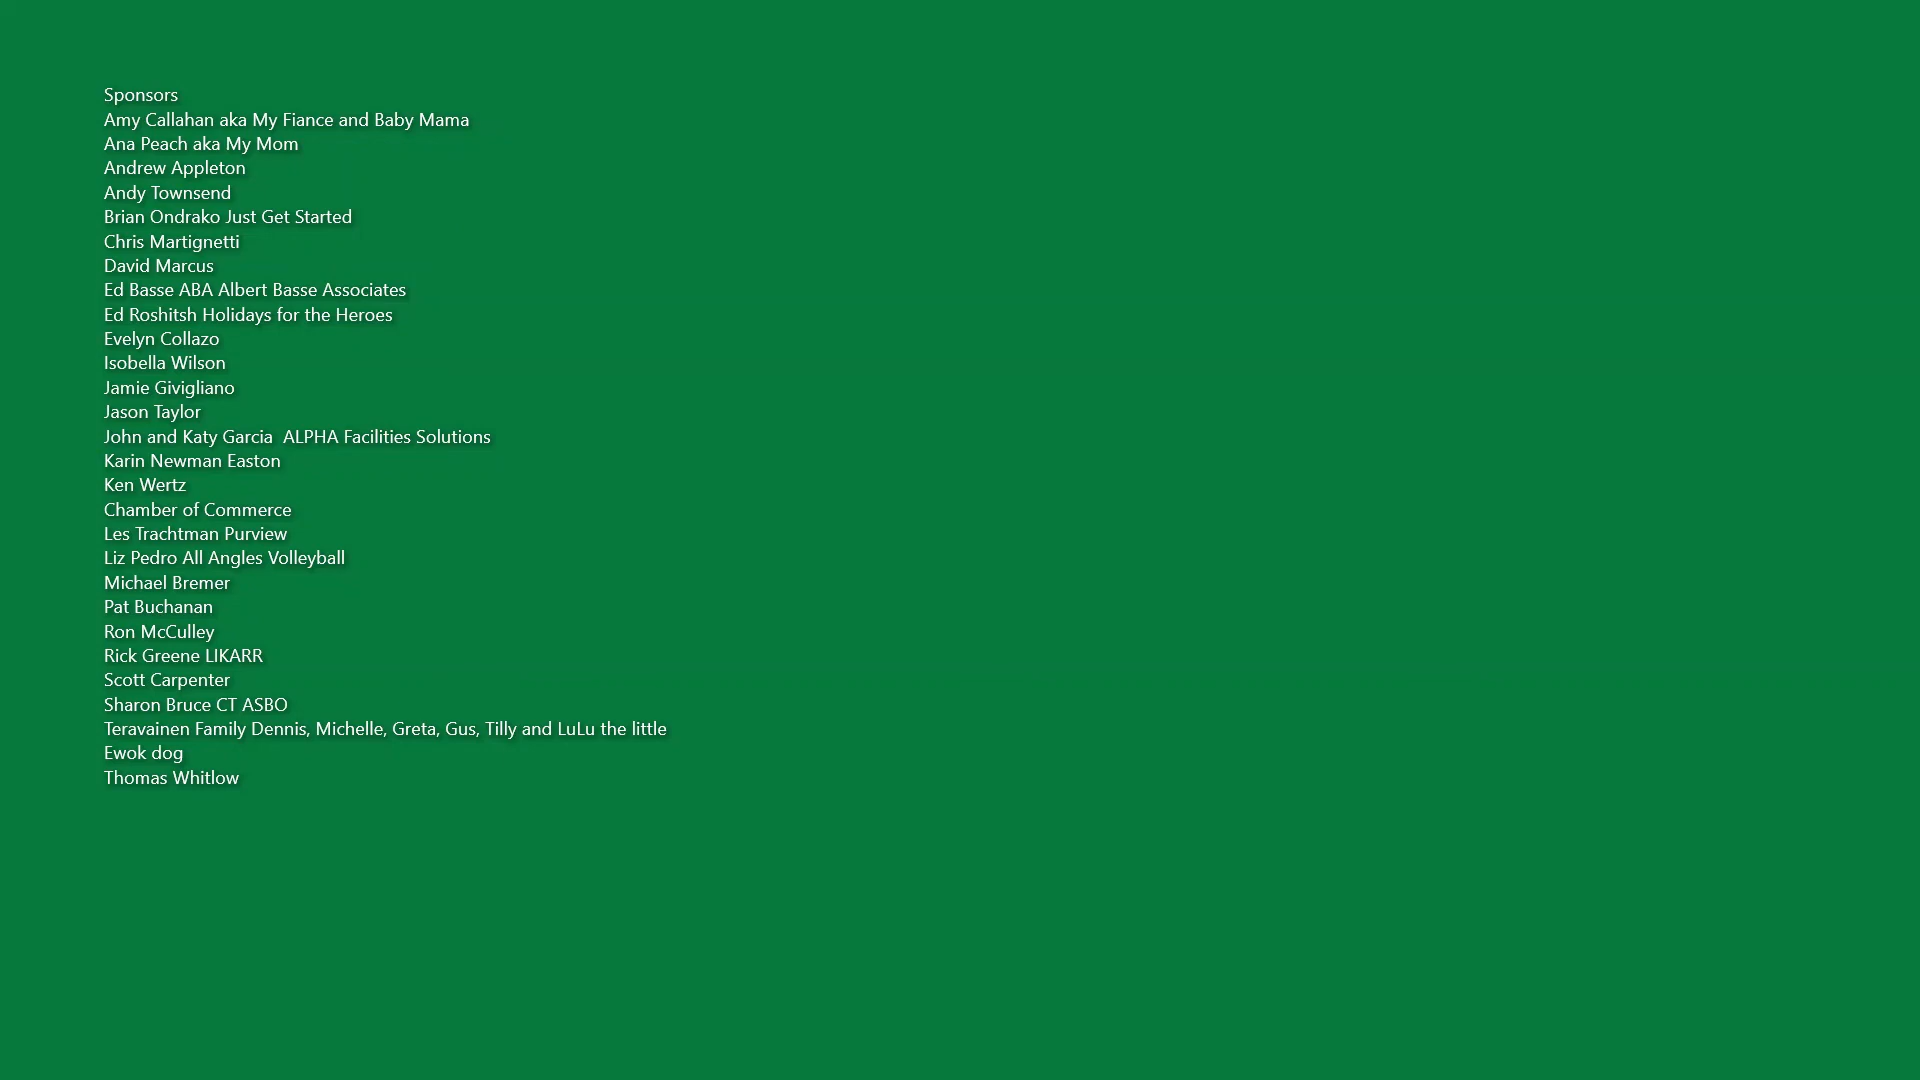 Sponsors
Amy Callahan aka My Fiance and Baby Mama
Ana Peach aka My Mom
Andrew Appleton
Andy Townsend
Brian Ondrako Just Get Started
Chris Martignetti
David Marcus
Ed Basse ABA Albert Basse Associates
Ed Roshitsh Holidays for the Heroes
Evelyn Collazo
Isobella Wilson
Jamie Givigliano
Jason Taylor
John and Katy Garcia  ALPHA Facilities Solutions
Karin Newman Easton
Ken Wertz
Chamber of Commerce
Les Trachtman Purview
Liz Pedro All Angles Volleyball
Michael Bremer
Pat Buchanan
Ron McCulley
Rick Greene LIKARR
Scott Carpenter
Sharon Bruce CT ASBO
Teravainen Family Dennis, Michelle, Greta, Gus, Tilly and LuLu the little
Ewok dog
Thomas Whitlow